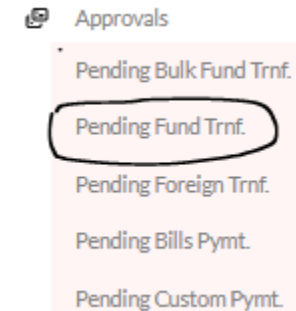 Approvals
Pending Bulk Fund Trnf.
Pending Fund Trnf.
Pending Foreign Trnf.
Pending Bills Pymt.
Pending Custom Pymt.